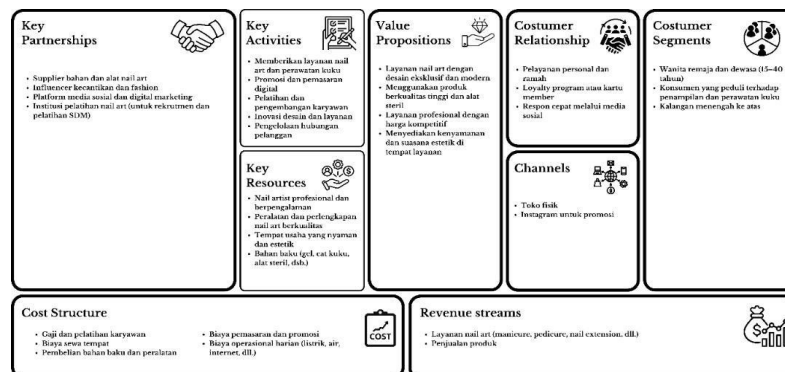 Key
Partnerships
• Supplier bahan dan alat nail art
• Influencer kecantikan dan fashion
• Platform media sosial dan digital marketing
• Institusi pelatihan nail art (untuk rekrutmen dan
pelatihan SDM)
Key
Activities
• Memberikan layanan nail
art dan perawatan kuku
• Promosi dan pemasaran
digital
• Pelatihan dan
pengembangan karyawan
• Inovasi desain dan layanan
• Pengelolaan hubungan
pelanggan
Key
Resources
• Nail artist profesional dan
berpengalaman
• Peralatan dan perlengkapan
nail art berkualitas
• Tempat usaha yang nyaman
dan estetik
• Bahan baku (gel, cat kuku,
alat steril, dsb.)
Value
Propositions
• Layanan nail art dengan
desain eksklusif dan modern
• Menggunakan produk
berkualitas tinggi dan alat
steril
• Layanan profesional dengan
harga kompetitif
• Menyediakan kenyamanan
dan suasana estetik di
tempat layanan
Costumer
Relationship
• Pelayanan personal dan
ramah
• Loyalty program atau kartu
member
• Respon cepat melalui media
sosial
Channels
• Toko fisik
• Instagram untuk promosi
Costumer
Segments
• Wanita remaja dan dewasa (15–40
tahun)
• Konsumen yang peduli terhadap
penampilan dan perawatan kuku
• Kalangan menengah ke atas
Cost Structure
• Gaji dan pelatihan karyawan
• Biaya sewa tempat
• Pembelian bahan baku dan peralatan
• Biaya pemasaran dan promosi
• Biaya operasional harian (listrik, air,
internet, dll.)
COST
Revenue streams
• Layanan nail art (manicure, pedicure, nail extension, dll.)
• Penjualan produk